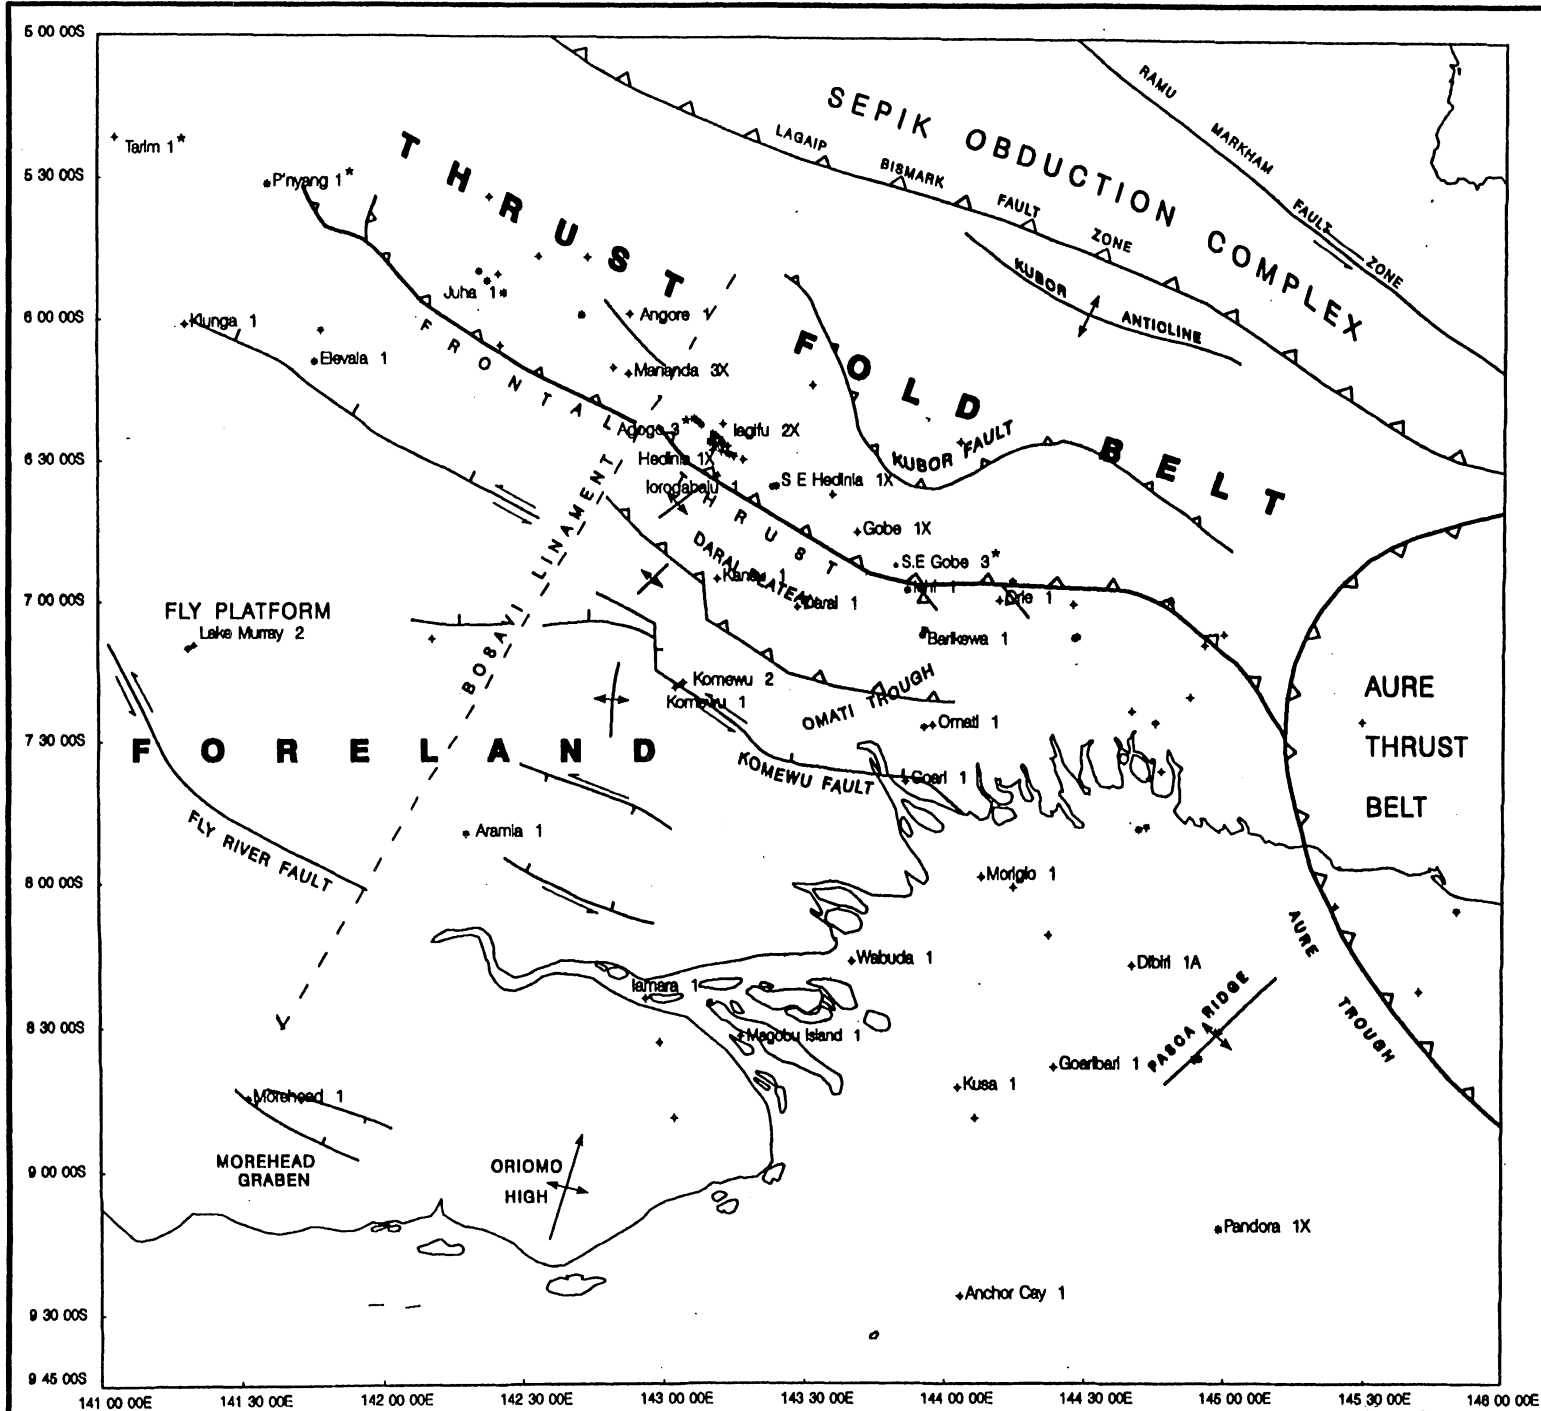 5 00 00S
5 30 00S
6 00 00S
6 30 00S
7 00 00S
7 30 00S
8 00 00S
8 30 00S
9 00 00S
9 30 00S
9 45 00S
141 00 00E
141 30 00E
142 00 00E
142 30 00E
143 00 00E
143 30 00E
144 00 00E
144 30 00E
145 00 00E
145 30 00E
146 00 00E
SEPIK OBDUCTION COMPLEX
RAMU MARKHAM FAULT ZONE
LAGAIP BISMARK FAULT ZONE
KUBOR ANTIOLINE
THRUST FOLD BELT
Tarim 1*
P'nyang 1*
Juha 1
Kiunga 1
Elevala 1
Angore 1
Mananda 3X
FRONTAL THRUST
Agogo 3
Iagifu 2X
Hedinia 1X
Iorogabaiu 1
S E Hedinia 1X
KUBOR FAULT
Gobe 1X
S.E Gobe 3*
DARAI PLATEAU
Darai 1
Orie 1
Barikewa 1
BOBAVI LINAMENT
FLY PLATFORM
Lake Murray 2
Komewu 2
Komewu 1
OMATI TROUGH
Omati 1
AURE
THRUST
BELT
FORELAND
KOMEWU FAULT
Goari 1
FLY RIVER FAULT
Aramia 1
Morigio 1
Wabuda 1
Dibiri 1A
AURE TROUGH
Iamara 1
PASCA RIDGE
Magobu Island 1
Goaribari 1
Kusa 1
Morehead 1
MOREHEAD
GRABEN
ORIOMO
HIGH
Pandora 1X
Anchor Cay 1